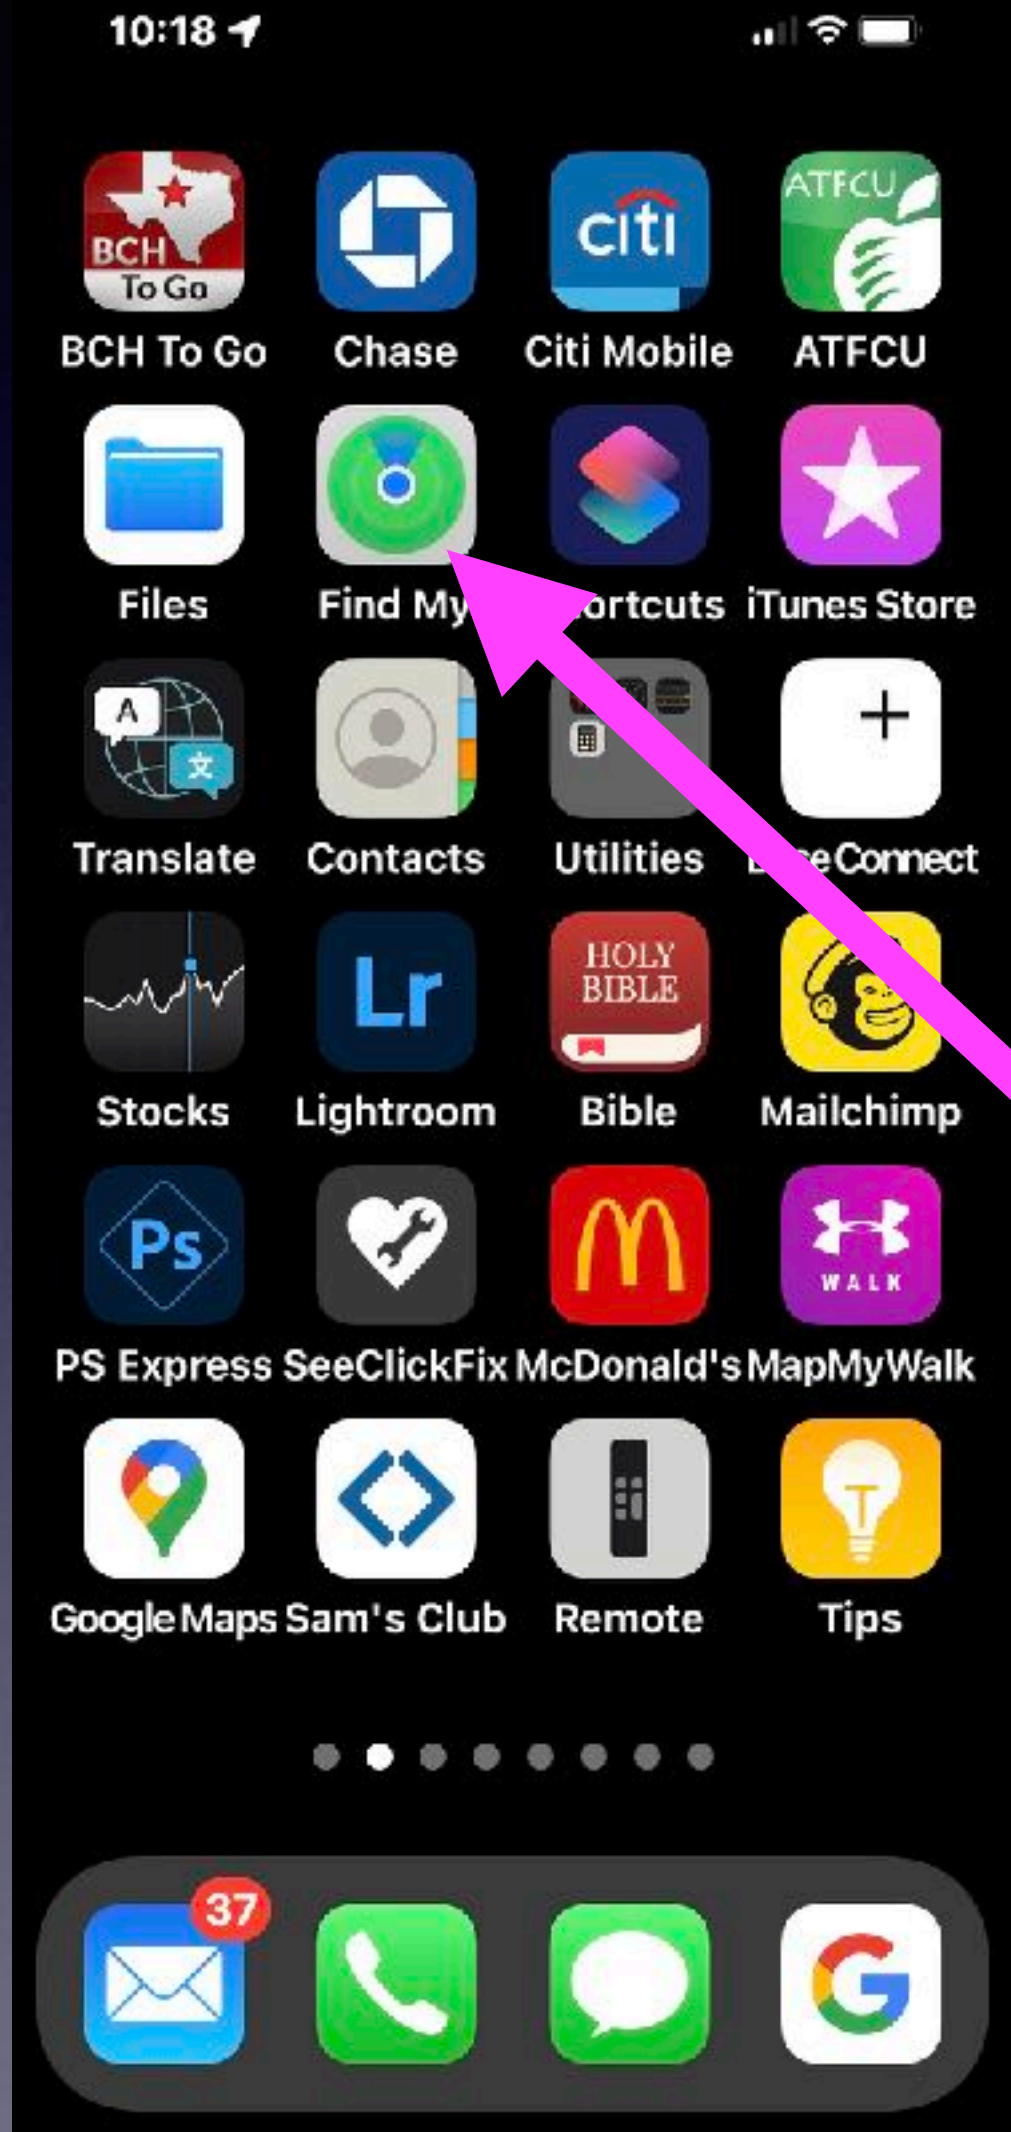 10:18
ATFCU
BCH
To Go
citi
BCH To Go
Chase
Citi Mobile
ATFCU
Files
Find My
ortcuts
iTunes Store
A
文
Translate
Contacts
Utilities
eConnect
Lr
HOLY
BIBLE
Stocks
Lightroom
Bible
Mailchimp
Ps
WALK
PS Express
SeeClickFix
McDonald's
MapMyWalk
Google Maps
Sam's Club
Remote
Tips
37
G